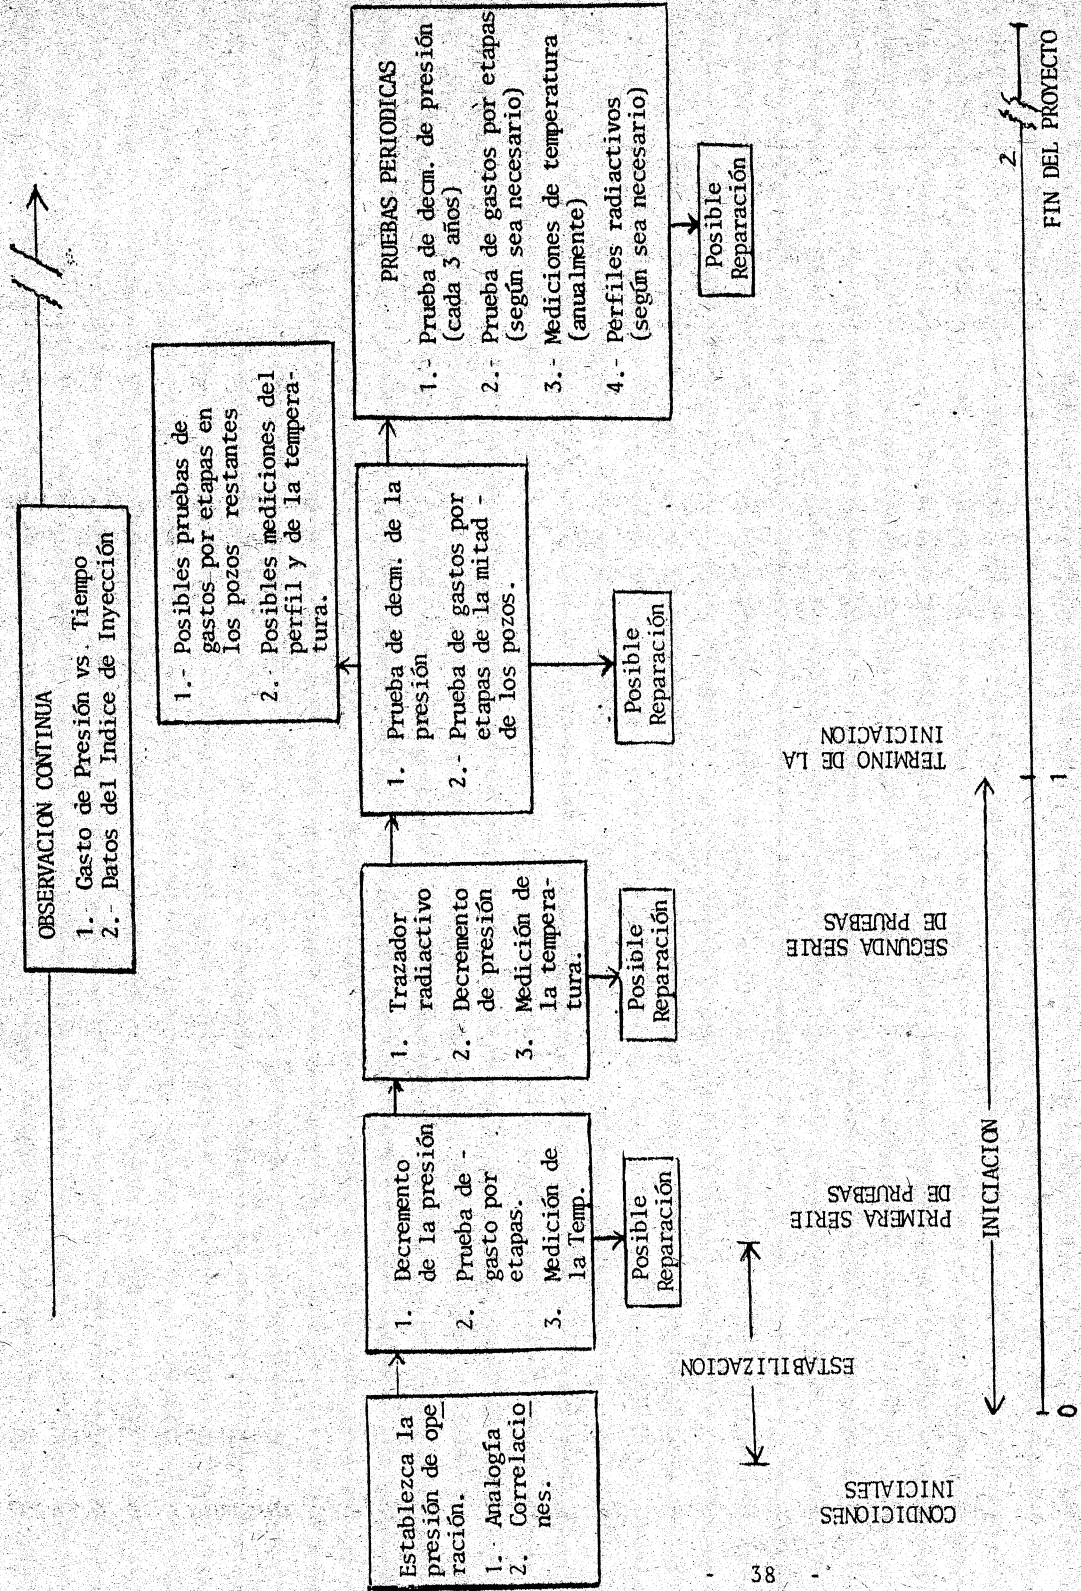 OBSERVACION CONTINUA
1. Gasto de Presión vs. Tiempo
2.- Datos del Indice de Inyección
Establezca la
presión de ope
ración.
1. Analogía
2. Correlacio
nes.
1. Decremento
de la presión
2. Prueba de -
gasto por
etapas.
3. Medición de
la Temp.
Posible
Reparación
1. Trazador
radiactivo
2. Decremento
de presión
3. Medición de
la tempera-
tura.
Posible
Reparación
1. Prueba de decm. de la
presión
2.- Prueba de gastos por
etapas de la mitad -
de los pozos.
Posible
Reparación
1.- Posibles pruebas de
gastos por etapas en
los pozos restantes
2. Posibles mediciones del
perfil y de la tempera-
tura.
PRUEBAS PERIODICAS
1.- Prueba de decm. de presión
(cada 3 años)
2.- Prueba de gastos por etapas
(según sea necesario)
3.- Mediciones de temperatura
(anualmente)
4.- Perfiles radiactivos
(según sea necesario)
Posible
Reparación
CONDICIONES
INICIALES
ESTABILIZACION
PRIMERA SERIE
DE PRUEBAS
SEGUNDA SERIE
DE PRUEBAS
TERMINO DE LA
INICIACION
INICIACION
0
1
2
FIN DEL PROYECTO
- 38 -